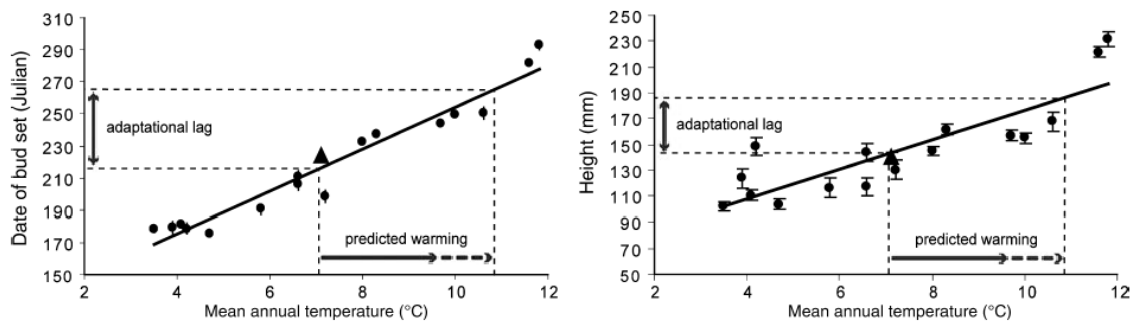 310
290
270
250
230
210
190
170
150
Date of bud set (Julian)
adaptational lag
predicted warming
2 4 6 8 10 12
Mean annual temperature (°C)
250
230
210
190
170
150
130
110
90
70
50
Height (mm)
adaptational lag
predicted warming
2 4 6 8 10 12
Mean annual temperature (°C)